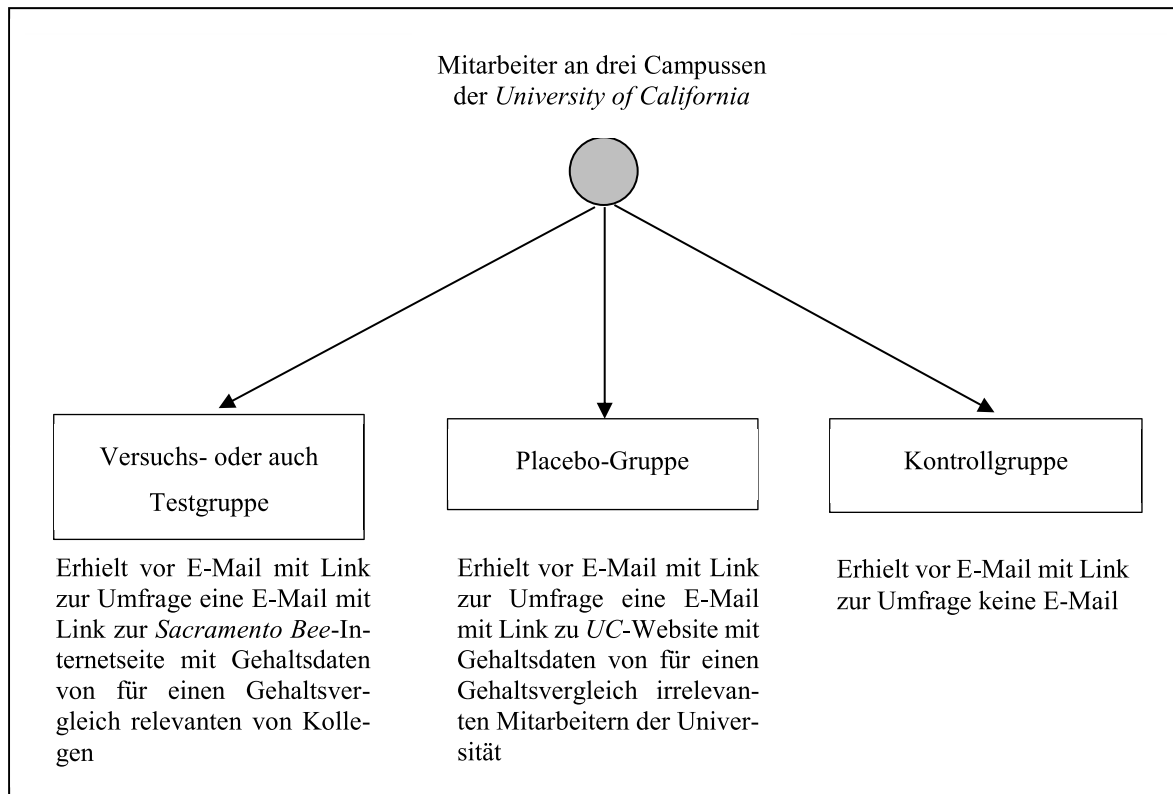 Mitarbeiter an drei Campussen
der University of California
Versuchs- oder auch
Testgruppe
Erhielt vor E-Mail mit Link
zur Umfrage eine E-Mail mit
Link zur Sacramento Bee-In-
ternetseite mit Gehaltsdaten
von für einen Gehaltsver-
gleich relevanten von Kolle-
gen
Placebo-Gruppe
Erhielt vor E-Mail mit Link
zur Umfrage eine E-Mail
mit Link zu UC-Website mit
Gehaltsdaten von für einen
Gehaltsvergleich irrelevan-
ten Mitarbeitern der Univer-
sität
Kontrollgruppe
Erhielt vor E-Mail mit Link
zur Umfrage keine E-Mail